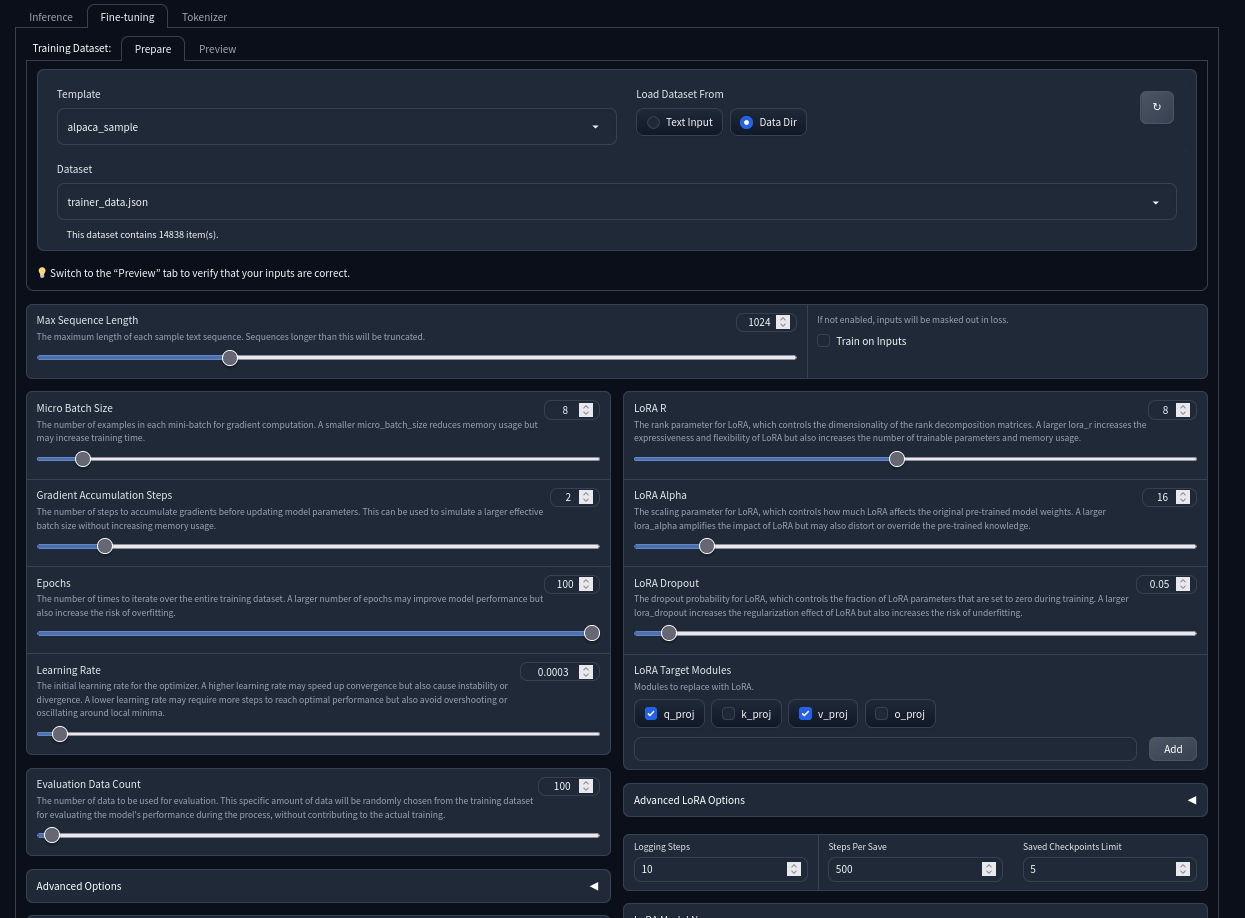 Inference
Fine-tuning
Tokenizer
Training Dataset:
Prepare
Preview
Template
alpaca_sample
Load Dataset From
Text Input
Data Dir
↻
Dataset
trainer_data.json
This dataset contains 14838 item(s).
💡 Switch to the “Preview” tab to verify that your inputs are correct.
Max Sequence Length
1024
The maximum length of each sample text sequence. Sequences longer than this will be truncated.
If not enabled, inputs will be masked out in loss.
Train on Inputs
Micro Batch Size
8
The number of examples in each mini-batch for gradient computation. A smaller micro_batch_size reduces memory usage but
may increase training time.
Gradient Accumulation Steps
2
The number of steps to accumulate gradients before updating model parameters. This can be used to simulate a larger effective
batch size without increasing memory usage.
Epochs
100
The number of times to iterate over the entire training dataset. A larger number of epochs may improve model performance but
also increase the risk of overfitting.
Learning Rate
0.0003
The initial learning rate for the optimizer. A higher learning rate may speed up convergence but also cause instability or
divergence. A lower learning rate may require more steps to reach optimal performance but also avoid overshooting or
oscillating around local minima.
Evaluation Data Count
100
The number of data to be used for evaluation. This specific amount of data will be randomly chosen from the training dataset
for evaluating the model's performance during the process, without contributing to the actual training.
Advanced Options
LoRA R
8
The rank parameter for LoRA, which controls the dimensionality of the rank decomposition matrices. A larger lora_r increases the
expressiveness and flexibility of LoRA but also increases the number of trainable parameters and memory usage.
LoRA Alpha
16
The scaling parameter for LoRA, which controls how much LoRA affects the original pre-trained model weights. A larger
lora_alpha amplifies the impact of LoRA but may also distort or override the pre-trained knowledge.
LoRA Dropout
0.05
The dropout probability for LoRA, which controls the fraction of LoRA parameters that are set to zero during training. A larger
lora_dropout increases the regularization effect of LoRA but also increases the risk of underfitting.
LoRA Target Modules
Modules to replace with LoRA.
q_proj
k_proj
v_proj
o_proj
Add
Advanced LoRA Options
Logging Steps
10
Steps Per Save
500
Saved Checkpoints Limit
5